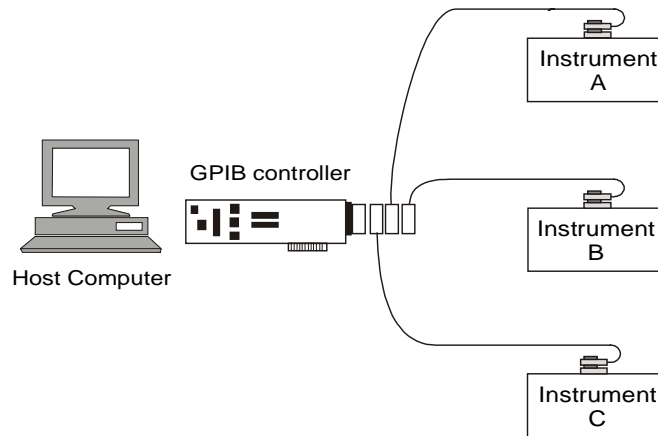 Instrument
A
GPIB controller
Instrument
B
Host Computer
Instrument
C